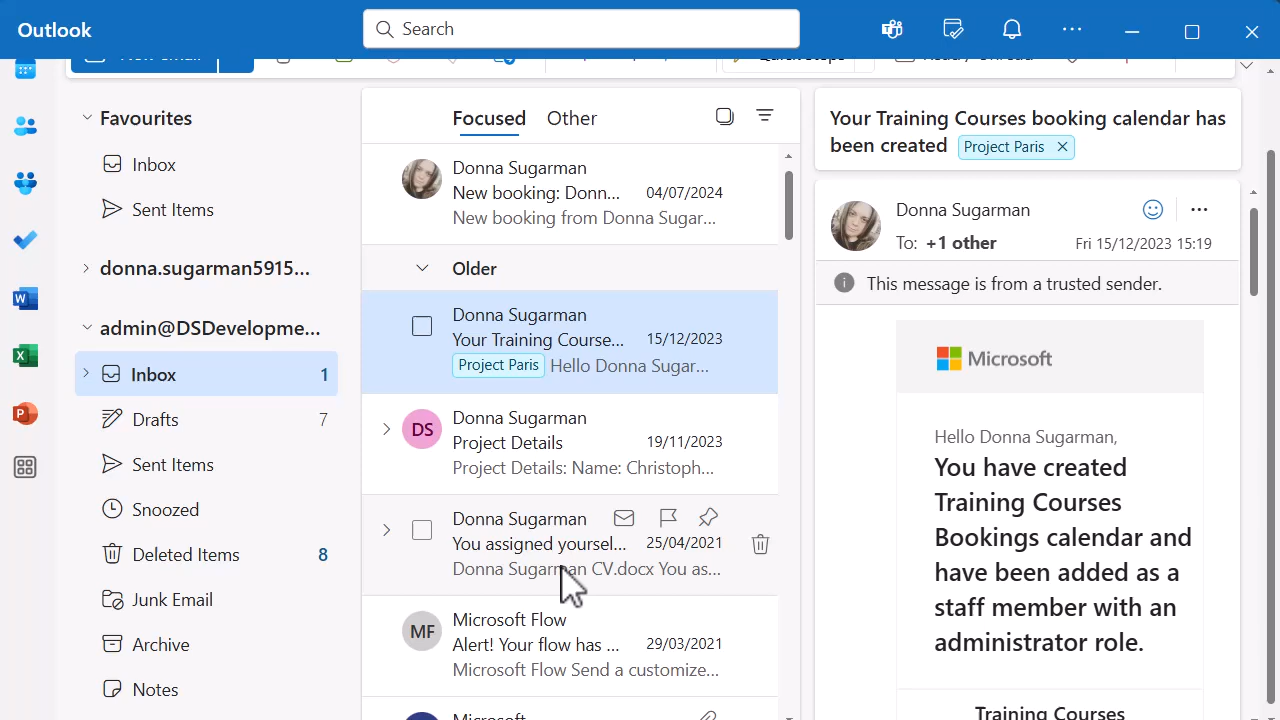 Outlook
Search
Favourites
Inbox
Sent Items
donna.sugarman5915...
admin@DSDevelopme...
Inbox 1
Drafts 7
Sent Items
Snoozed
Deleted Items 8
Junk Email
Archive
Notes
Focused Other
Donna Sugarman
New booking: Donn... 04/07/2024
New booking from Donna Sugar...
Older
Donna Sugarman
Your Training Course... 15/12/2023
Project Paris Hello Donna Sugar...
DS Donna Sugarman
Project Details 19/11/2023
Project Details: Name: Christoph...
Donna Sugarman
You assigned yoursel... 25/04/2021
Donna Sugarman CV.docx You as...
MF Microsoft Flow
Alert! Your flow has ... 29/03/2021
Microsoft Flow Send a customize...
Microsoft
Your Training Courses booking calendar has
been created Project Paris
Donna Sugarman
To: +1 other Fri 15/12/2023 15:19
This message is from a trusted sender.
Microsoft
Hello Donna Sugarman,
You have created
Training Courses
Bookings calendar and
have been added as a
staff member with an
administrator role.
Training Courses